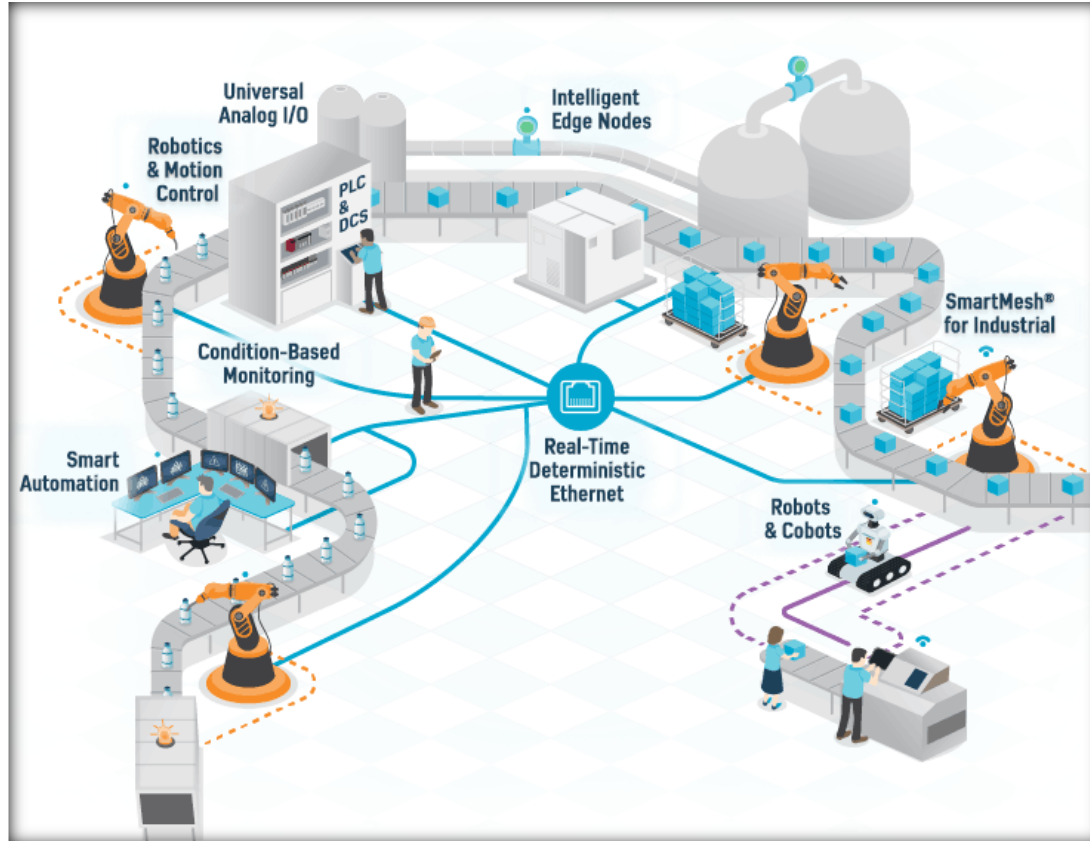 Universal
Analog I/O
Intelligent
Edge Nodes
Robotics
& Motion
Control
PLC
&
DCS
SmartMesh®
for Industrial
Condition-Based
Monitoring
Smart
Automation
Real-Time
Deterministic
Ethernet
Robots
& Cobots